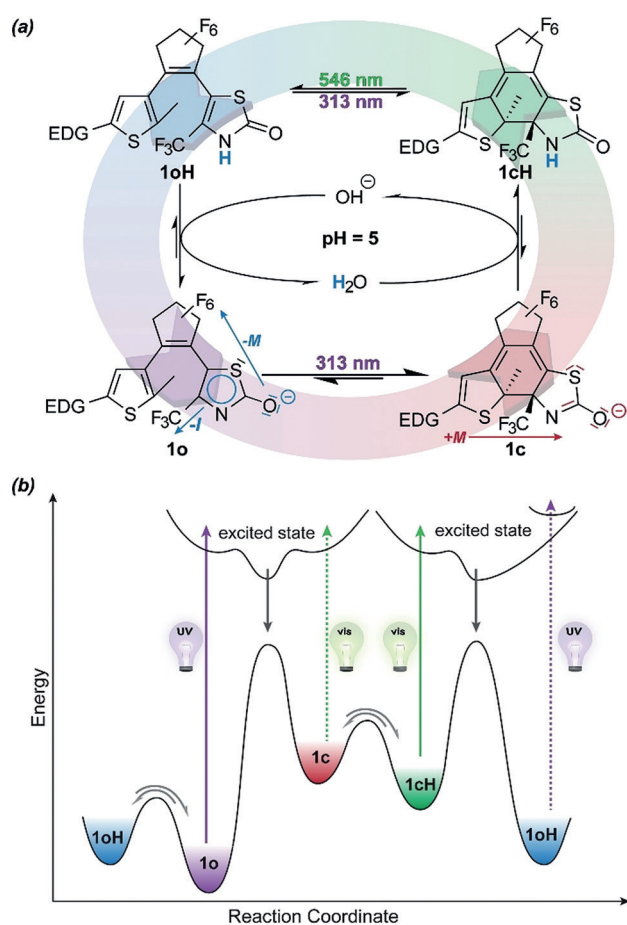 (a)
F6
F6
S
S
546 nm
313 nm
O
O
EDG
S
N
H
F3C
EDG
S
F3C
N
H
1oH
1cH
OH⊖
pH = 5
H2O
F6
F6
-M
S
S
313 nm
O⊖
O⊖
EDG
S
F3C
N
-I
EDG
S
F3C
N
+M
1o
1c
(b)
excited state
excited state
UV
vis
vis
UV
Energy
1c
1cH
1oH
1oH
1o
Reaction Coordinate